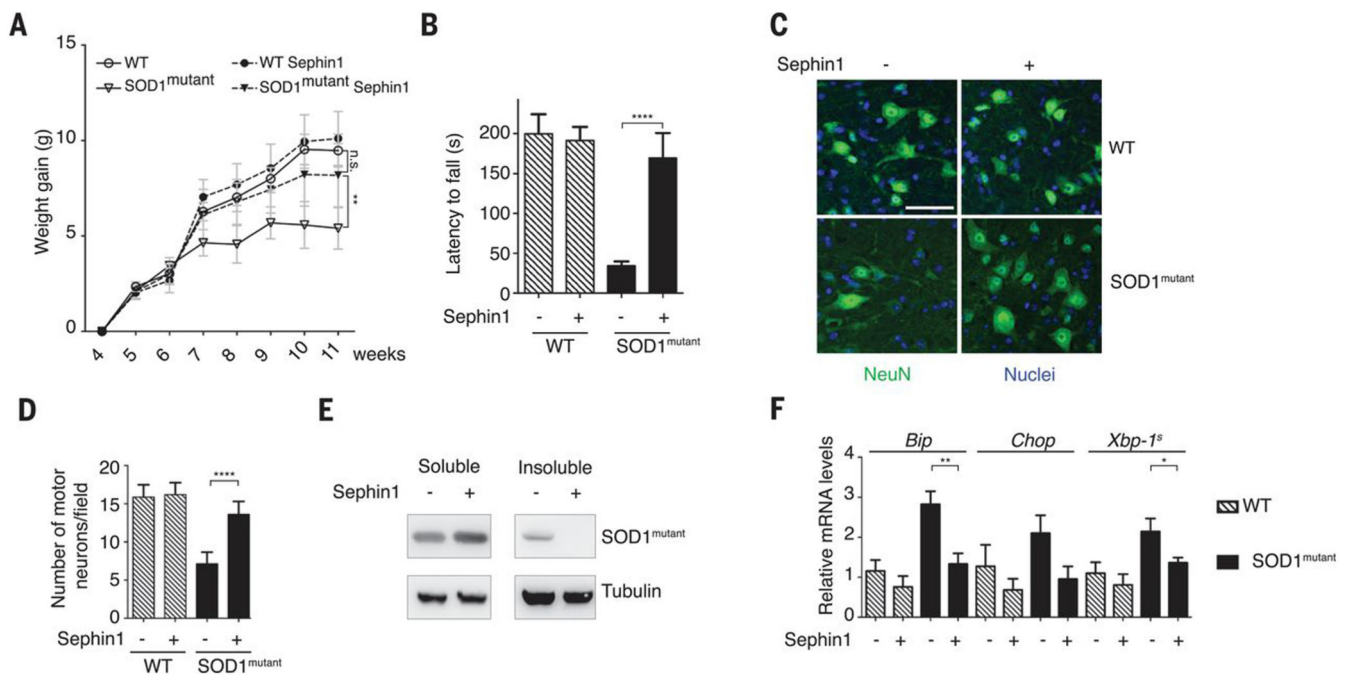 A
Weight gain (g)
15
10
5
0
WT
WT Sephin1
SOD1mutant
SOD1mutant Sephin1
n.s.
**
4 5 6 7 8 9 10 11 weeks
B
Latency to fall (s)
200
150
100
50
0
****
Sephin1 - + - +
WT SOD1mutant
C
Sephin1 - +
WT
SOD1mutant
NeuN Nuclei
D
Number of motor
neurons/field
20
15
10
5
0
****
Sephin1 - + - +
WT SOD1mutant
E
Soluble Insoluble
Sephin1 - + - +
SOD1mutant
Tubulin
F
Relative mRNA levels
Bip Chop Xbp-1s
4
3
2
1
0
** *
WT
SOD1mutant
Sephin1 - + - + - + - + - + - +